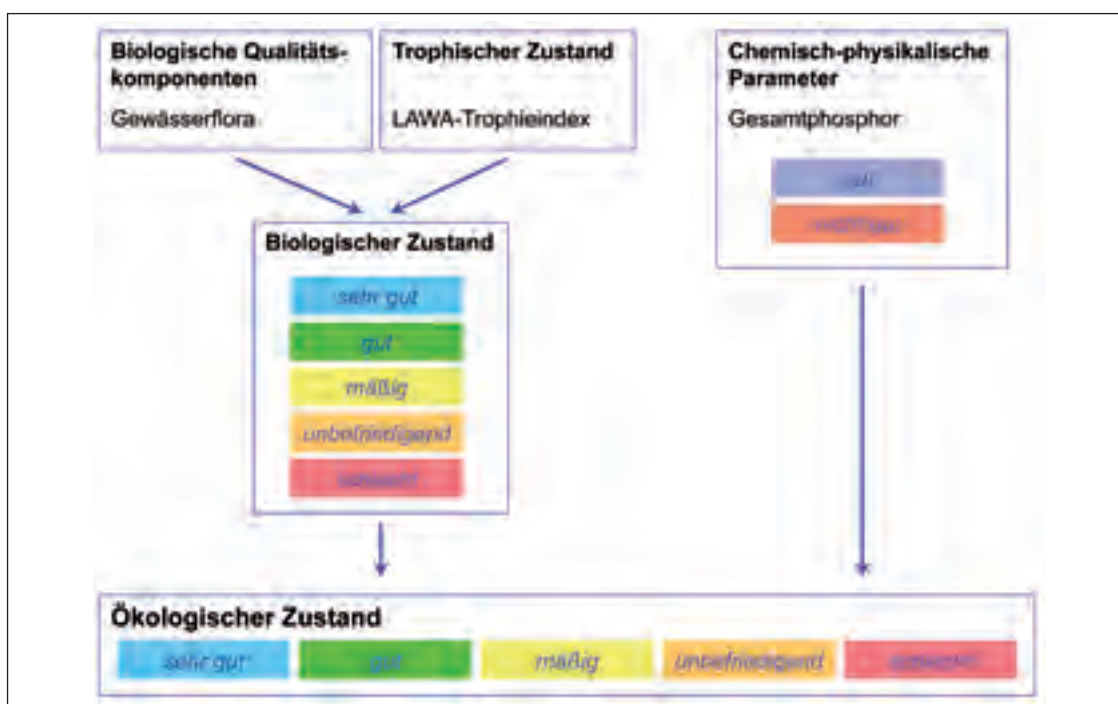 Biologische Qualitäts-
komponenten
Gewässerflora
Trophischer Zustand
LAWA-Trophieindex
Chemisch-physikalische
Parameter
Gesamtphosphor
Biologischer Zustand
sehr gut
gut
mäßig
unbefriedigend
Ökologischer Zustand
sehr gut
gut
mäßig
unbefriedigend